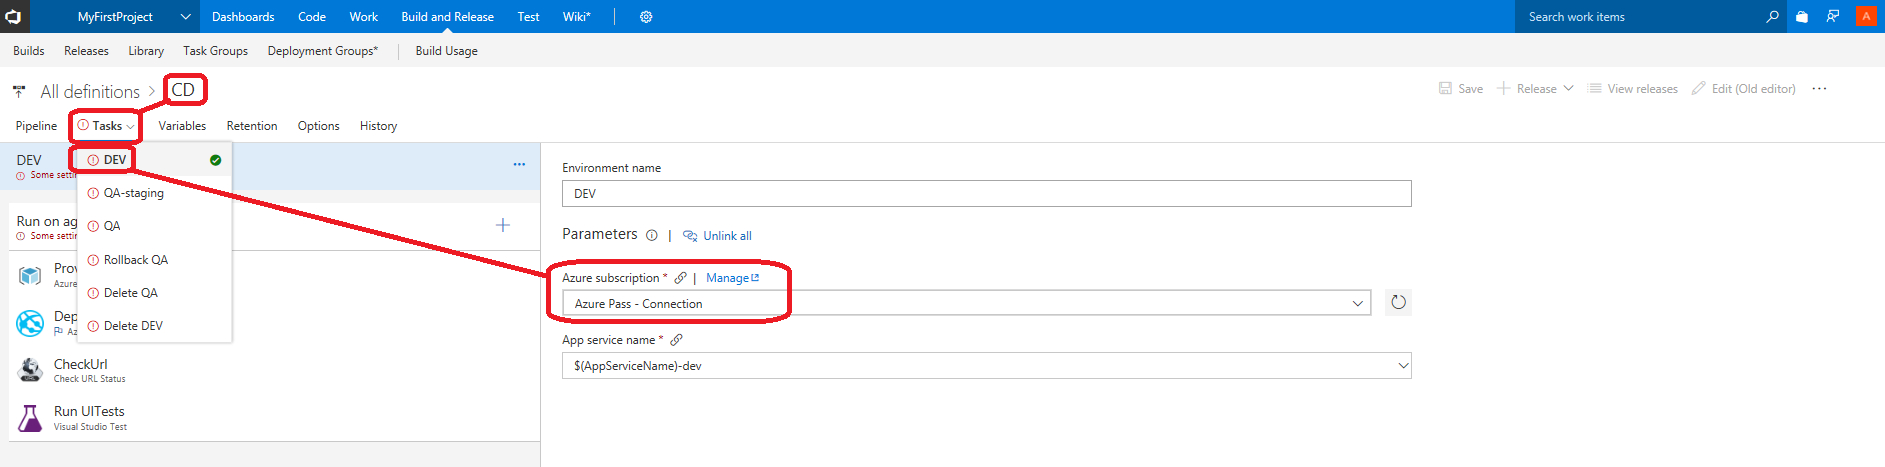 MyFirstProject Dashboards Code Work Build and Release Test Wiki* Search work items A
Builds Releases Library Task Groups Deployment Groups* Build Usage
All definitions > CD Save Release View releases Edit (Old editor) ...
Pipeline Tasks Variables Retention Options History
DEV
Some settin
DEV
QA-staging
QA
Rollback QA
Delete QA
Delete DEV
Run on ag
Some settin
Prov
Azure
Dep
Az
CheckUrl
Check URL Status
Run UITests
Visual Studio Test
Environment name
DEV
Parameters | Unlink all
Azure subscription * | Manage
Azure Pass - Connection
App service name *
$(AppServiceName)-dev